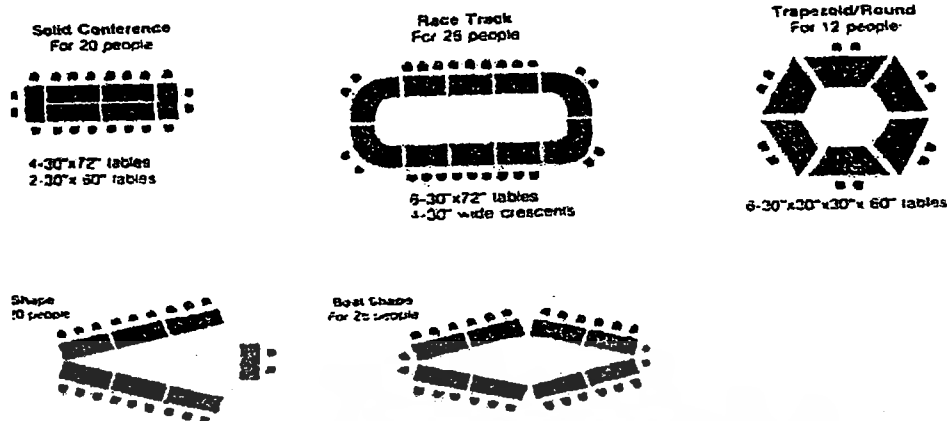 Solid Conference
For 20 people
4-30"x72" tables
2-30"x 60" tables
Race Track
For 26 people
6-30"x72" tables
4-30" wide crescents
Trapezoid/Round
For 12 people
6-30"x30"x30"x 60" tables
Shape
people
Boat Shape
For people